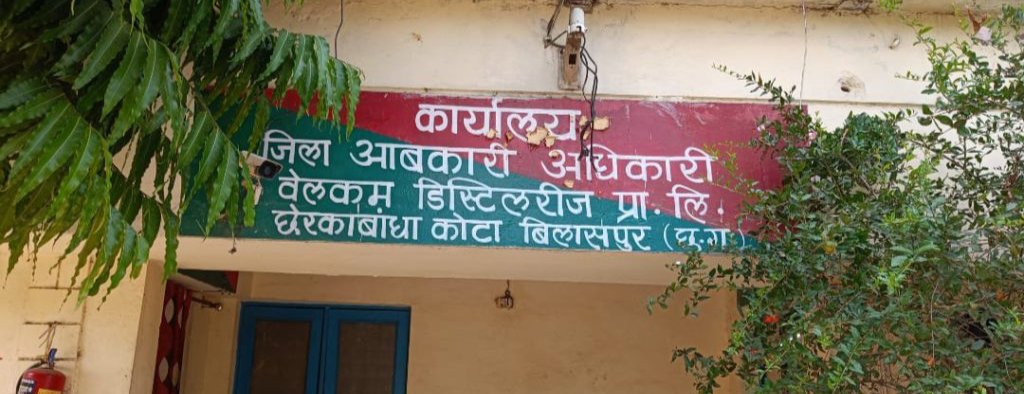 कार्यालय
जिला आबकारी अधिकारी
वेलकम डिस्टिलरीज प्रा. लि.
छेरकाबांधा कोटा बिलासपुर (छ.ग.)